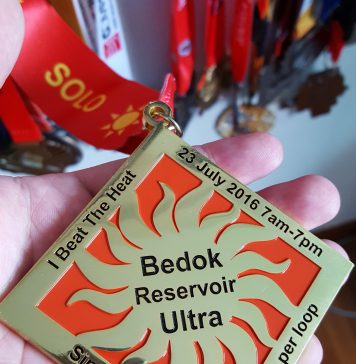 SOLO
23 July 2016 7am-7pm
I Beat The Heat
Bedok
Reservoir
Ultra
per loop